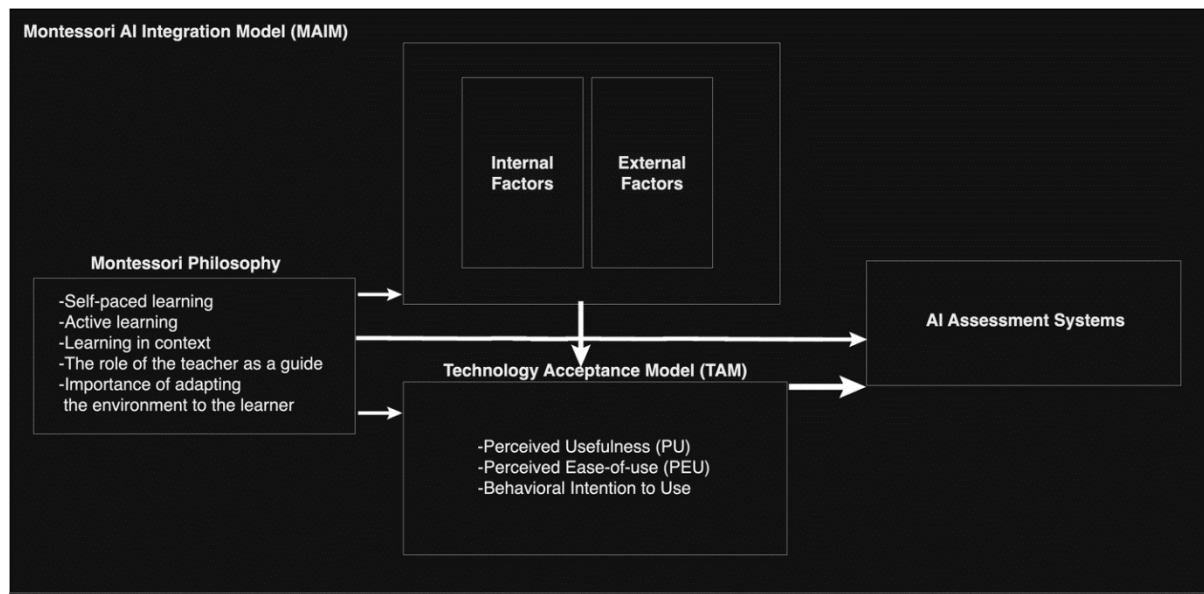 Montessori AI Integration Model (MAIM)
Internal
Factors
External
Factors
Montessori Philosophy
-Self-paced learning
-Active learning
-Learning in context
-The role of the teacher as a guide
-Importance of adapting
the environment to the learner
AI Assessment Systems
Technology Acceptance Model (TAM)
-Perceived Usefulness (PU)
-Perceived Ease-of-use (PEU)
-Behavioral Intention to Use